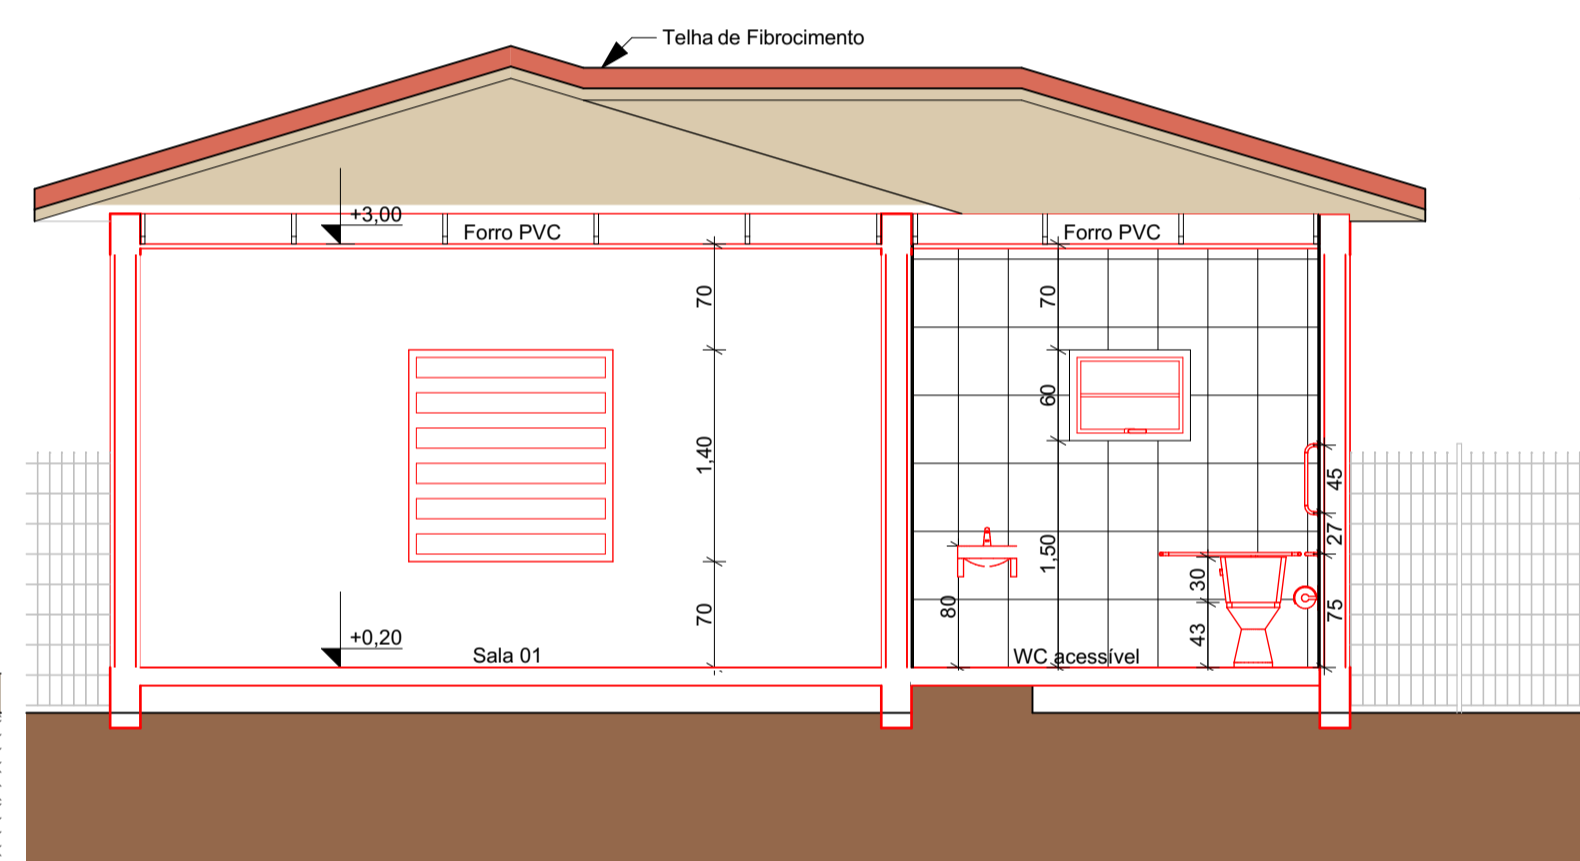 Telha de Fibrocimento
+3,00
Forro PVC
Forro PVC
70
70
60
1,40
45
27
1,50
30
80
75
70
43
+0,20
Sala 01
WC acessível